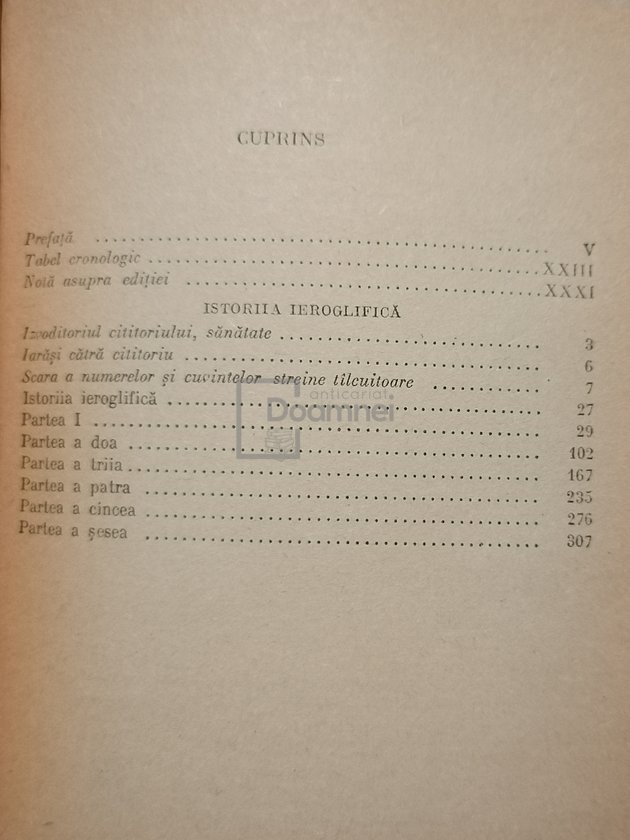 CUPRINS
Prefață ........ V
Tabel cronologic ........ XXIII
Notă asupra ediției ........ XXXI
ISTORIIA IEROGLIFICĂ
Izvoditoriul cititoriului, sănătate ........ 3
Iarăși cătră cititoriu ........ 6
Scara a numerelor și cuvintelor streine tîlcuitoare ........ 7
Istoriia ieroglifică ........ 27
anticariat
Doamnei
Partea I ........ 29
Partea a doa ........ 102
Partea a triia ........ 167
Partea a patra ........ 235
Partea a cincea ........ 276
Partea a șesea ........ 307